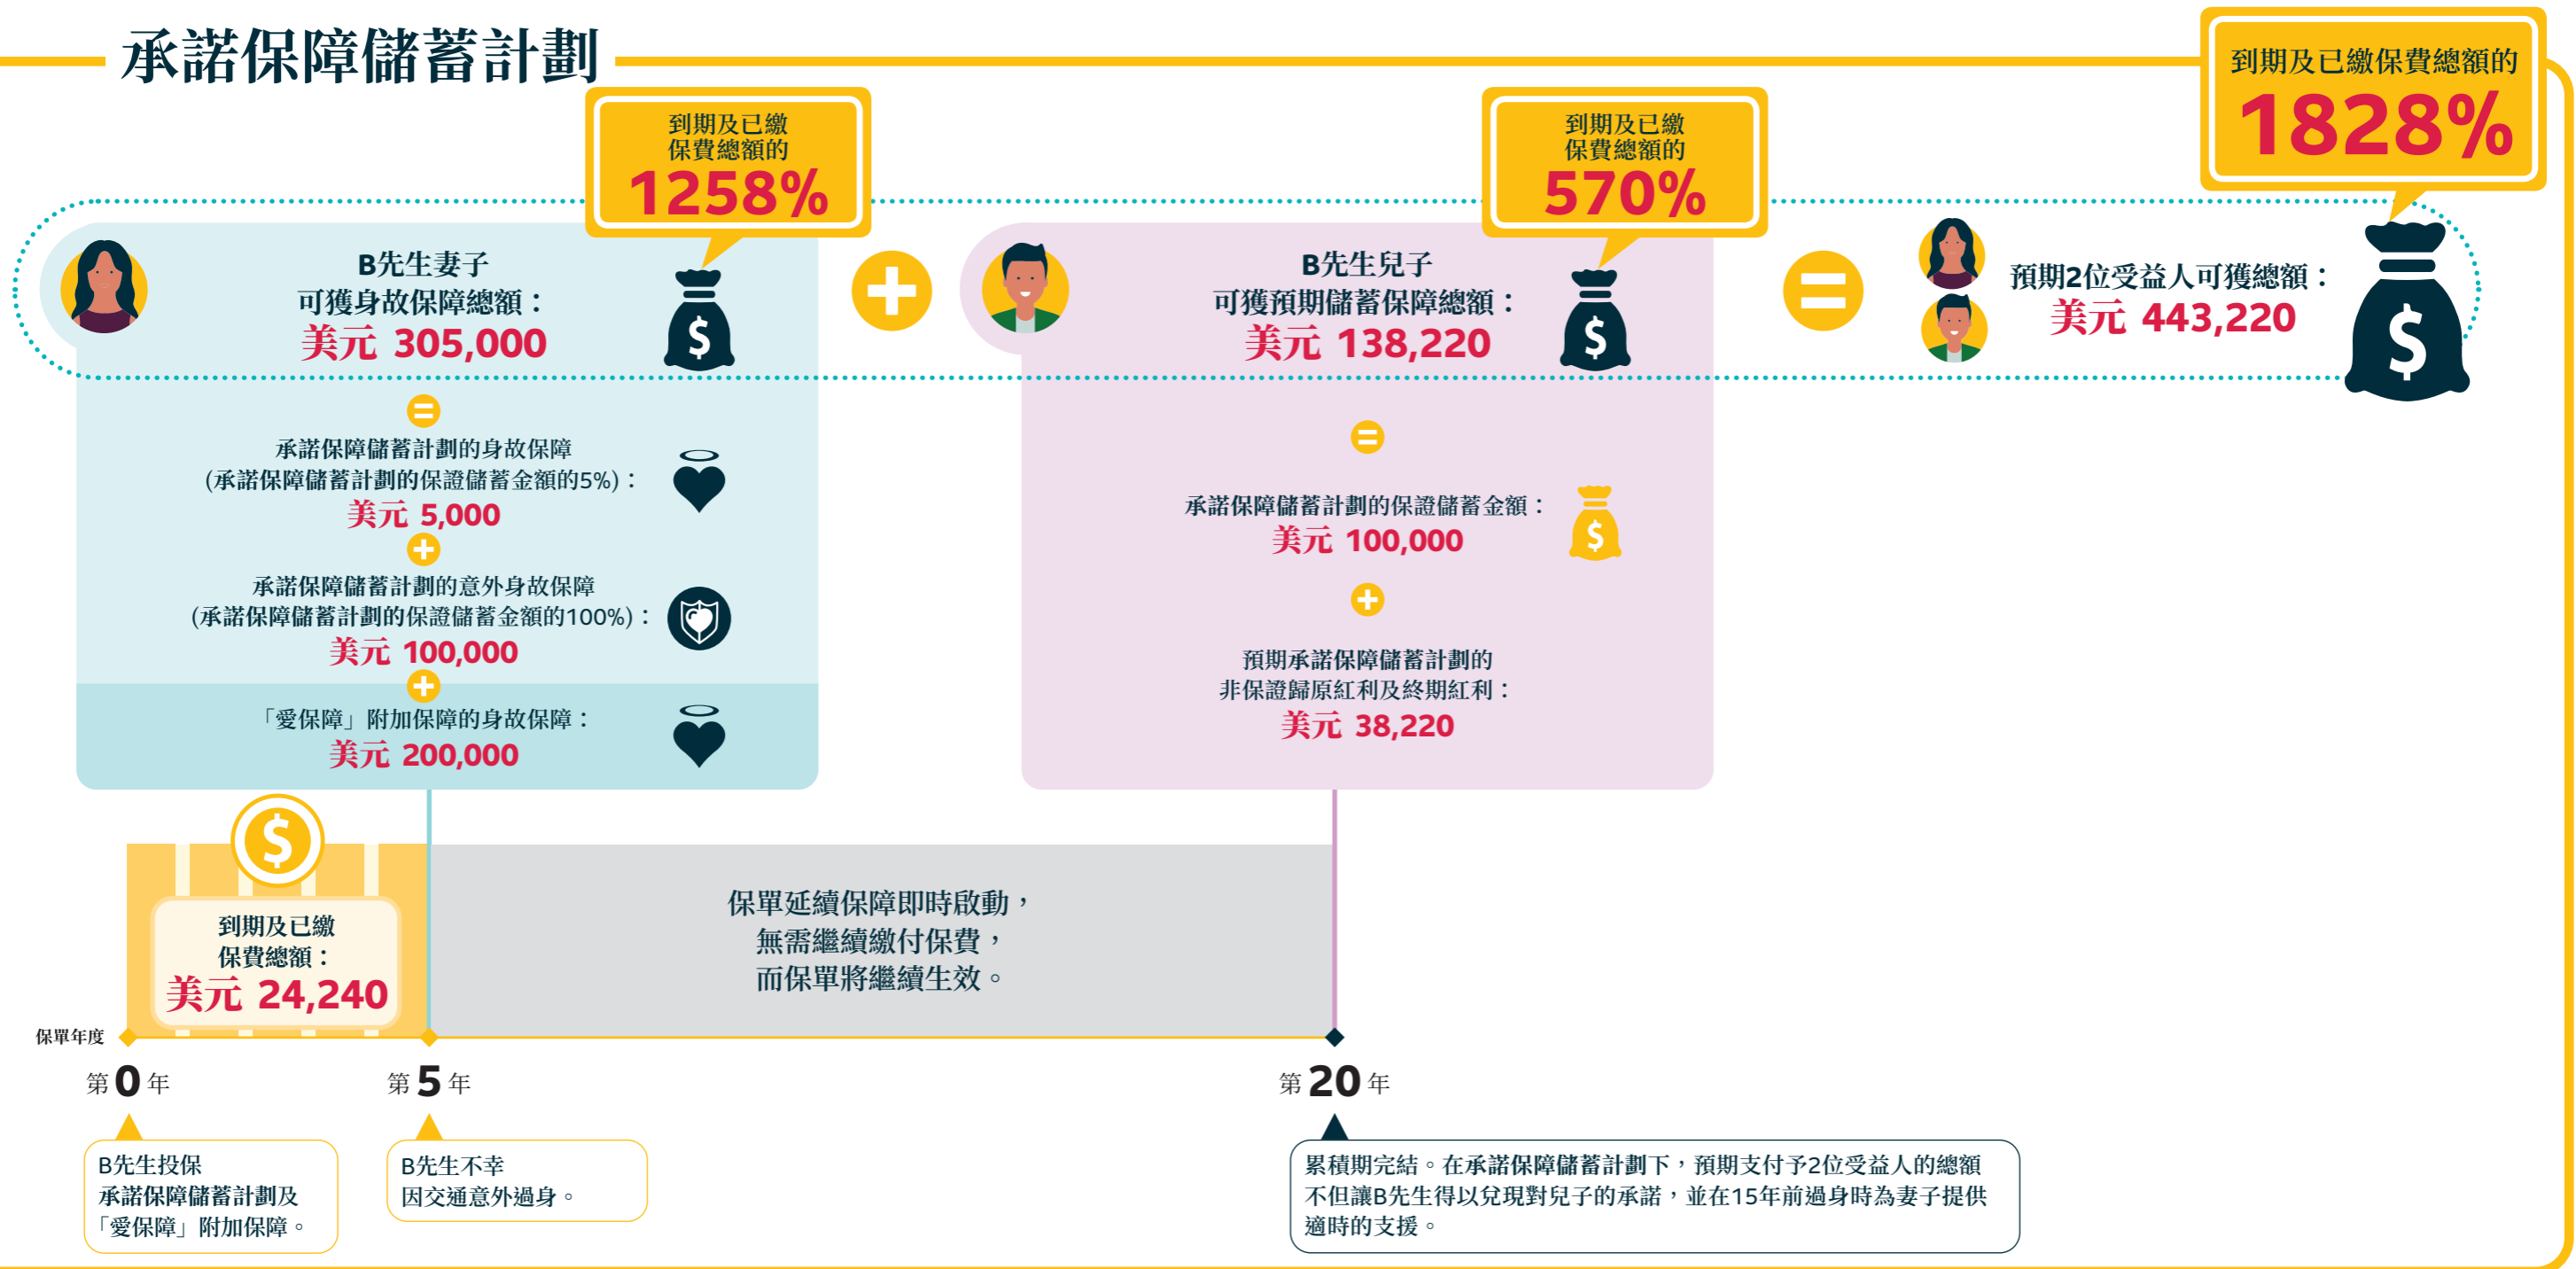 承諾保障儲蓄計劃
到期及已繳保費總額的
1828%
到期及已繳
保費總額的
1258%
到期及已繳
保費總額的
570%
B先生妻子
可獲身故保障總額：
美元 305,000
B先生兒子
可獲預期儲蓄保障總額：
美元 138,220
預期2位受益人可獲總額：
美元 443,220
承諾保障儲蓄計劃的身故保障
(承諾保障儲蓄計劃的保證儲蓄金額的5%)：
美元 5,000
承諾保障儲蓄計劃的意外身故保障
(承諾保障儲蓄計劃的保證儲蓄金額的100%)：
美元 100,000
「愛保障」附加保障的身故保障：
美元 200,000
承諾保障儲蓄計劃的保證儲蓄金額：
美元 100,000
預期承諾保障儲蓄計劃的
非保證歸原紅利及終期紅利：
美元 38,220
到期及已繳
保費總額：
美元 24,240
保單延續保障即時啟動，
無需繼續繳付保費，
而保單將繼續生效。
保單年度
第0年
第5年
第20年
B先生投保
承諾保障儲蓄計劃及
「愛保障」附加保障。
B先生不幸
因交通意外過身。
累積期完結。在承諾保障儲蓄計劃下，預期支付予2位受益人的總額
不但讓B先生得以兌現對兒子的承諾，並在15年前過身時為妻子提供
適時的支援。